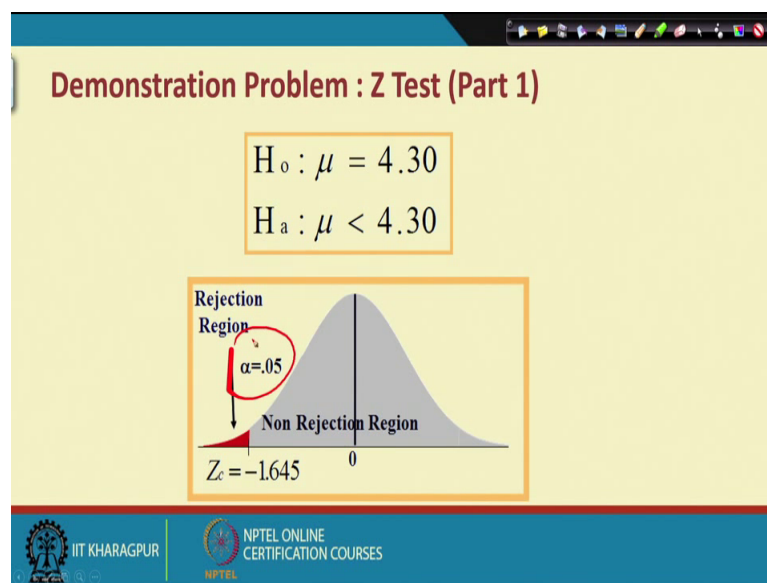 Demonstration Problem : Z Test (Part 1)
Ho : μ = 4.30
Ha : μ < 4.30
Rejection
Region
α=.05
Non Rejection Region
Zc = -1.645
0
IIT KHARAGPUR
NPTEL
NPTEL ONLINE
CERTIFICATION COURSES